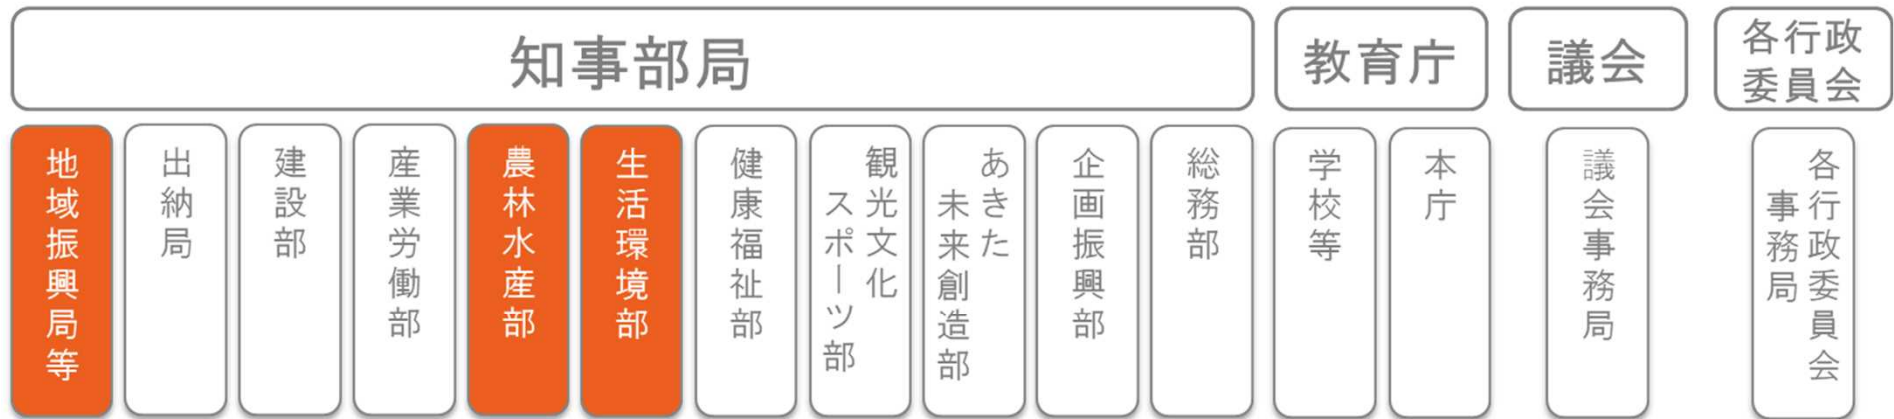 知事部局
教育庁
議会
各行政
委員会
地域振興局等
出納局
建設部
産業労働部
農林水産部
生活環境部
健康福祉部
観光文化
スポーツ部
あきた
未来創造部
企画振興部
総務部
学校等
本庁
議会事務局
各行政委員会
事務局